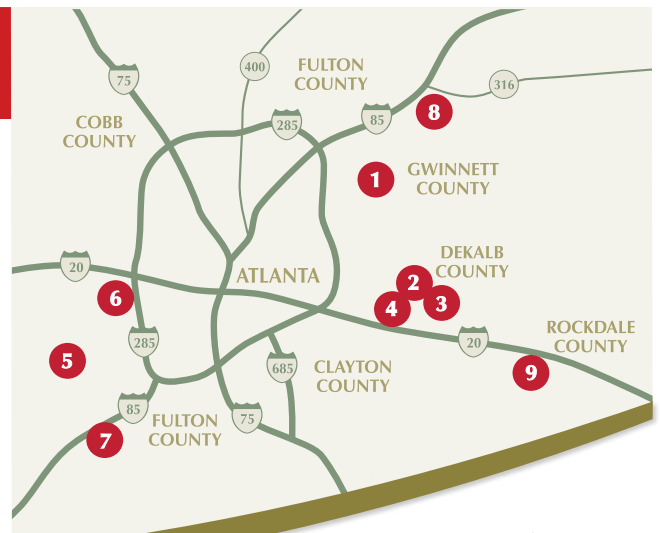 75
400
FULTON
COUNTY
316
COBB
COUNTY
285
85
8
1
GWINNETT
COUNTY
20
ATLANTA
DEKALB
COUNTY
2
6
4
3
5
285
20
ROCKDALE
COUNTY
685
CLAYTON
COUNTY
9
85
75
FULTON
COUNTY
7